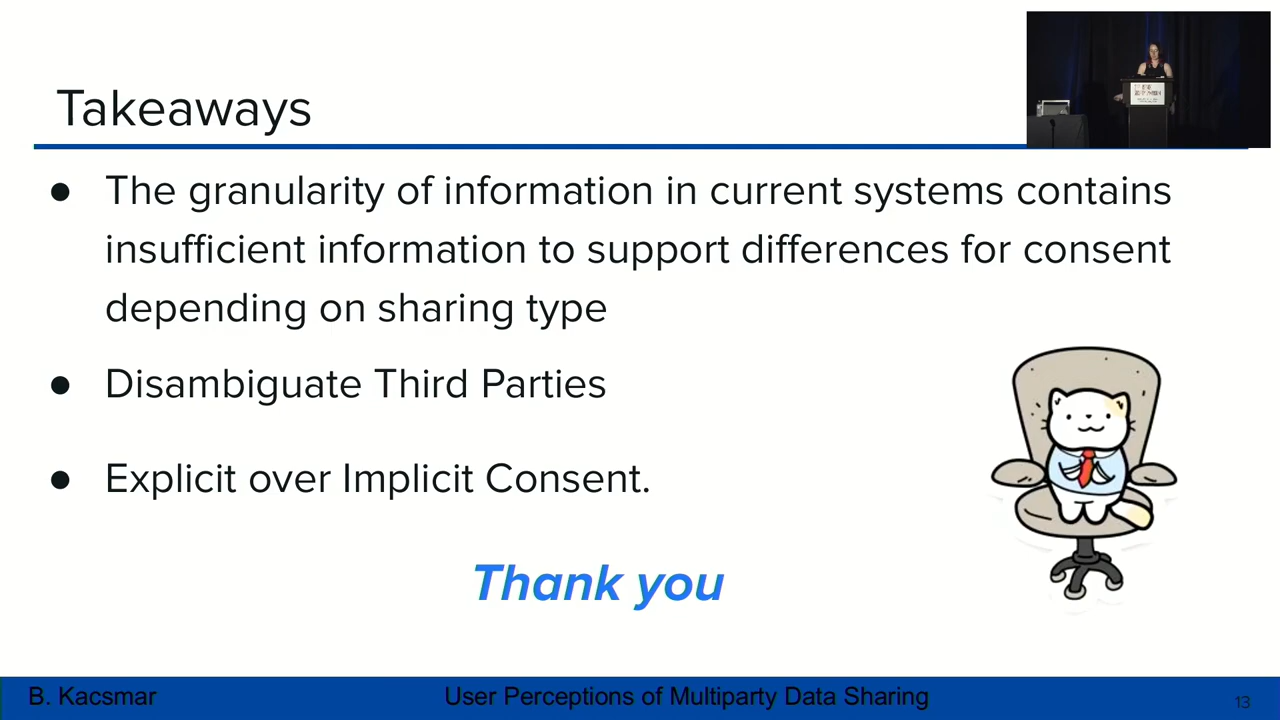 Takeaways
● The granularity of information in current systems contains
insufficient information to support differences for consent
depending on sharing type
● Disambiguate Third Parties
● Explicit over Implicit Consent.
Thank you
B. Kacsmar User Perceptions of Multiparty Data Sharing 13